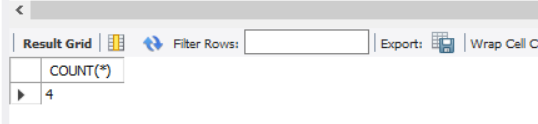 Result Grid Filter Rows: Export: Wrap Cell C
COUNT(*)
4